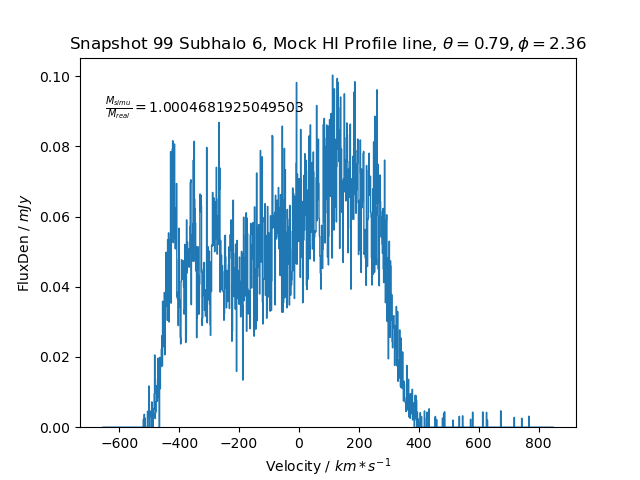 Snapshot 99 Subhalo 6, Mock HI Profile line, θ = 0.79, ϕ = 2.36
M_simu/M_real = 1.0004681925049503
FluxDen / mJy
0.10
0.08
0.06
0.04
0.02
0.00
−600 −400 −200 0 200 400 600 800
Velocity / km * s⁻¹